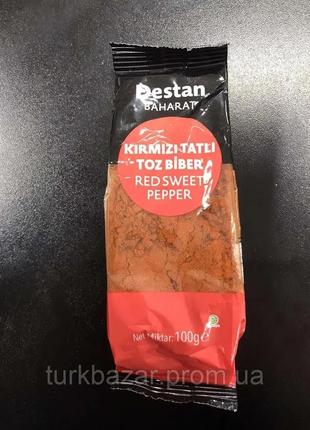 Destan
BAHARAT
KIRMIZI TATLI
TOZ BİBER
RED SWEET
PEPPER
Net Miktar: 100g e
turkbazar.prom.ua